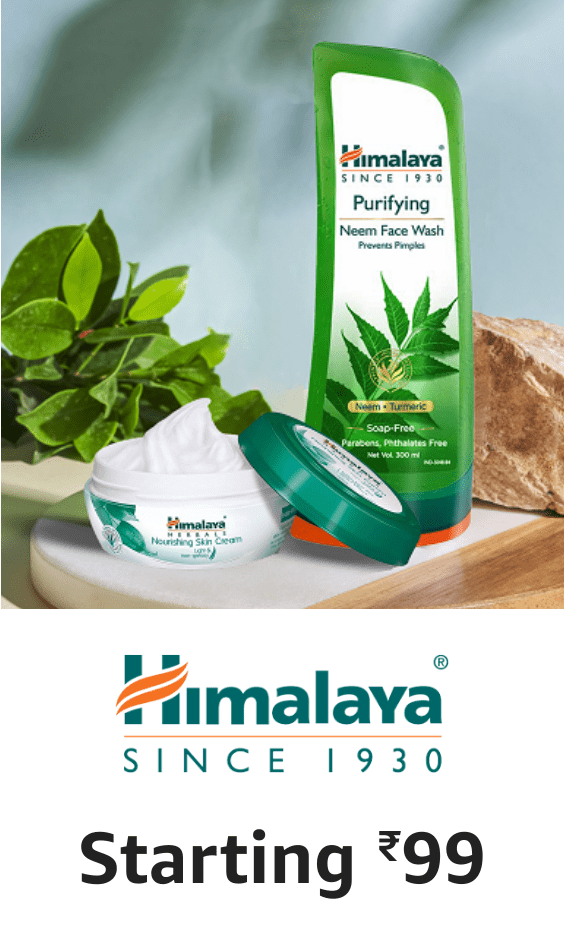 Himalaya®
SINCE 1930
Purifying
Neem Face Wash
Prevents Pimples
Neem • Turmeric
Soap-Free
Parabens, Phthalates Free
Net Vol. 300 ml
Himalaya
HERBALS
Nourishing Skin Cream
Light &
Himalaya®
SINCE 1930
Starting ₹99